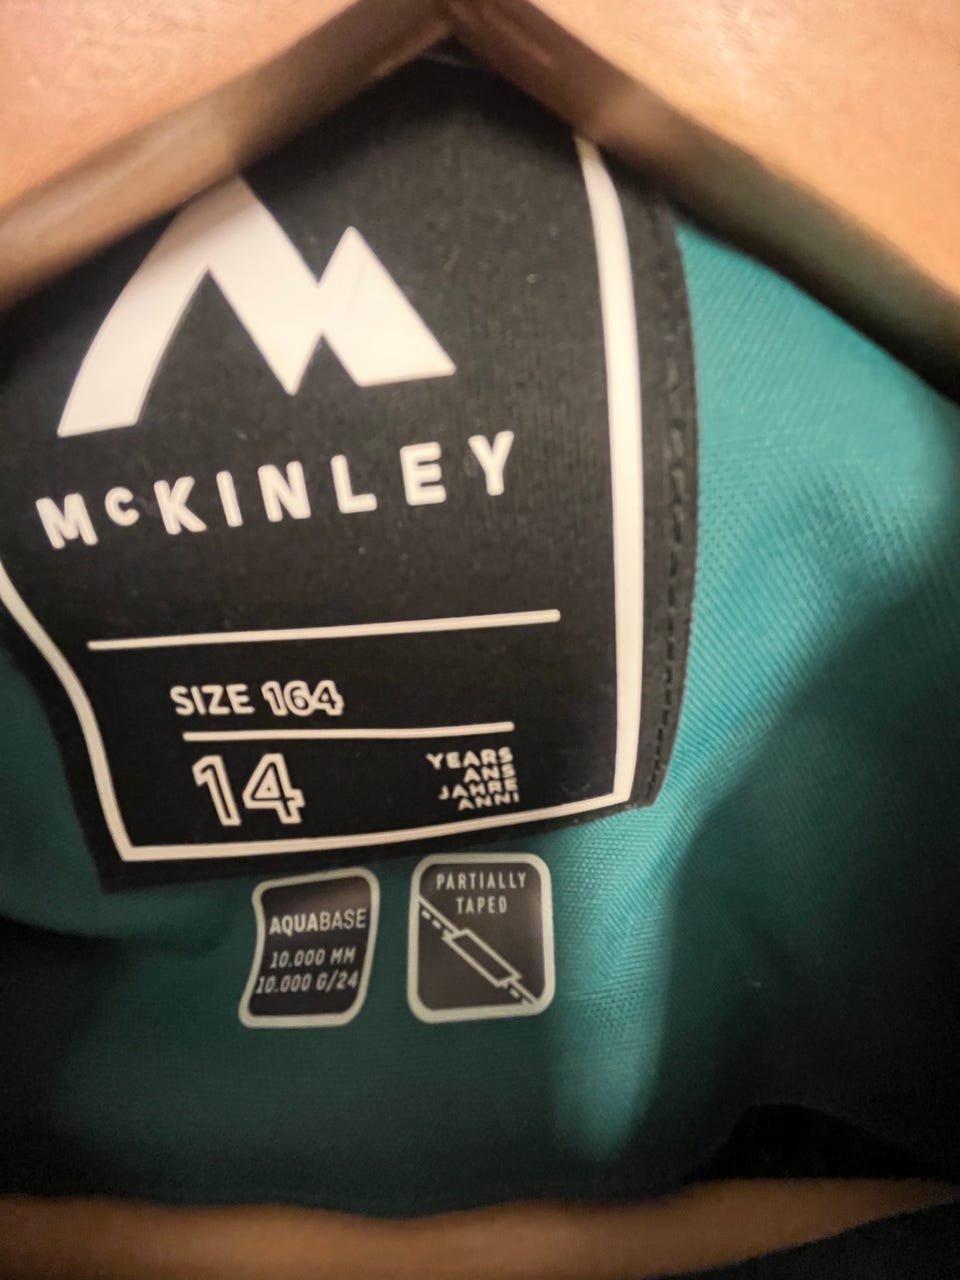 McKINLEY
SIZE 164
14
YEARS
ANS
JAHRE
ANNI
AQUABASE
10.000 MM
10.000 G/24
PARTIALLY
TAPED